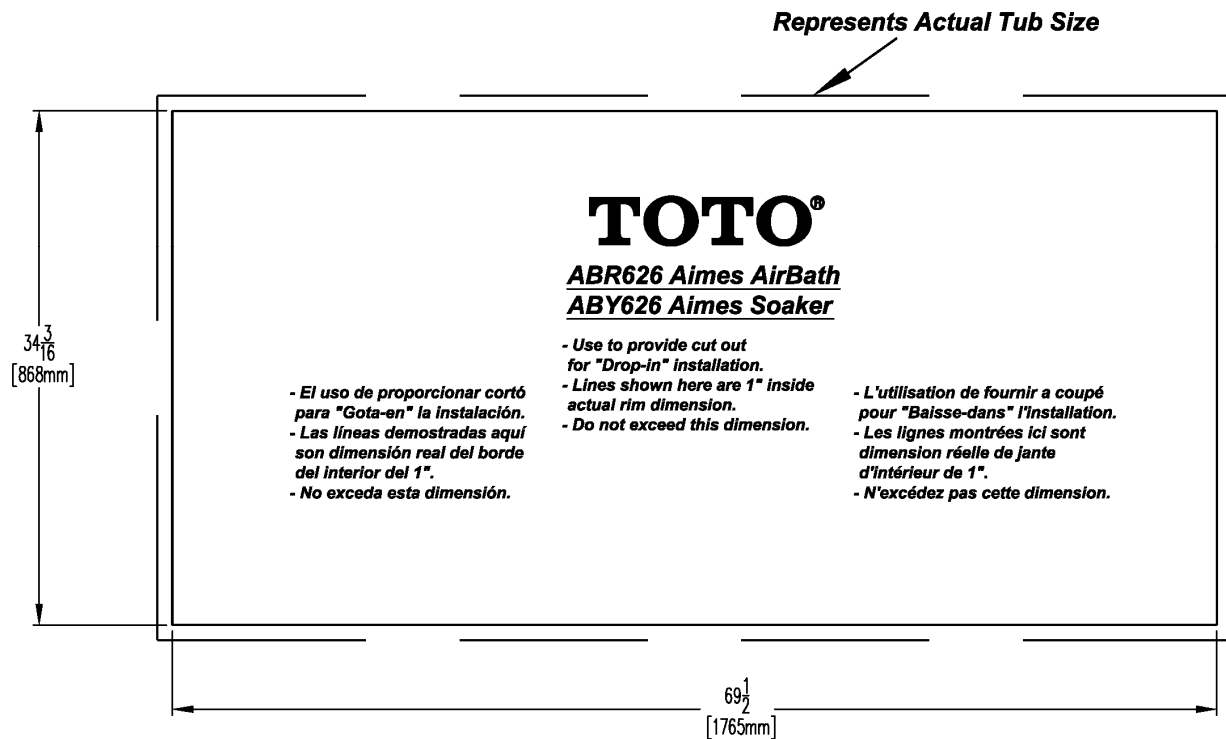 Represents Actual Tub Size
TOTO®
ABR626 Aimes AirBath
ABY626 Aimes Soaker
- Use to provide cut out
for "Drop-in" installation.
- Lines shown here are 1" inside
actual rim dimension.
- Do not exceed this dimension.
- El uso de proporcionar cortó
para "Gota-en" la instalación.
- Las líneas demostradas aquí
son dimensión real del borde
del interior del 1".
- No exceda esta dimensión.
- L'utilisation de fournir a coupé
pour "Baisse-dans" l'installation.
- Les lignes montrées ici sont
dimension réelle de jante
d'intérieur de 1".
- N'excédez pas cette dimension.
34 3/16
[868mm]
69 1/2
[1765mm]